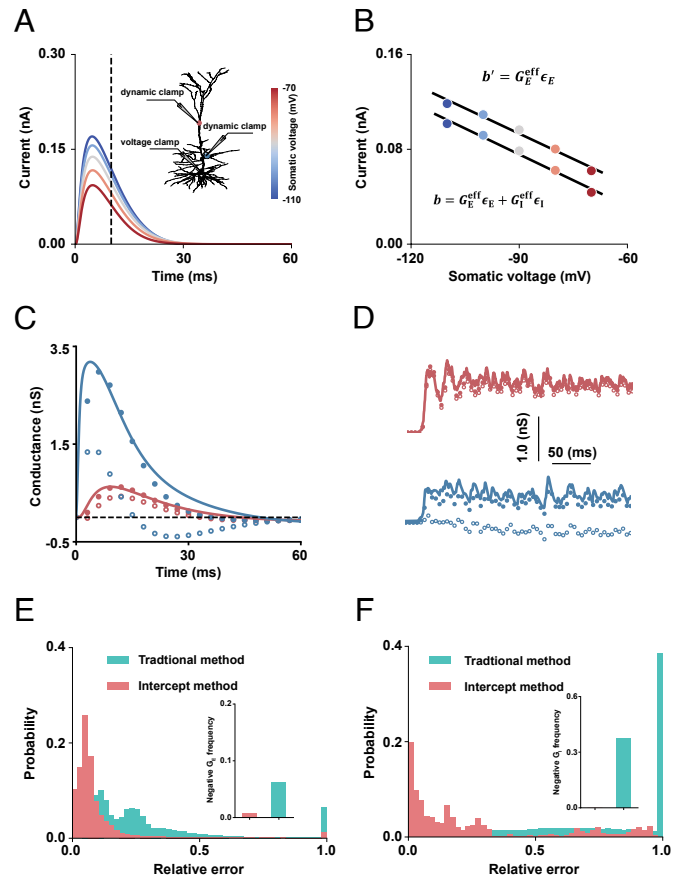 A
B
0.30
0.15
0.00
Current (nA)
0
30
60
Time (ms)
dynamic clamp
dynamic clamp
voltage clamp
-70
-110
Somatic voltage (mV)
0.16
0.08
0.00
Current (nA)
b′ = G_E^eff ϵ_E
b = G_E^eff ϵ_E + G_I^eff ϵ_I
-120
-90
-60
Somatic voltage (mV)
C
D
3.5
1.5
0
-0.5
Conductance (nS)
0
30
60
Time (ms)
1.0 (nS)
50 (ms)
E
F
0.4
0.2
0.0
Probability
Tradtional method
Intercept method
0.2
0.1
0.0
Negative G_E frequency
0.0
0.5
1.0
Relative error
0.4
0.2
0.0
Probability
Tradtional method
Intercept method
0.6
0.3
0.0
Negative G_I frequency
0.0
0.5
1.0
Relative error